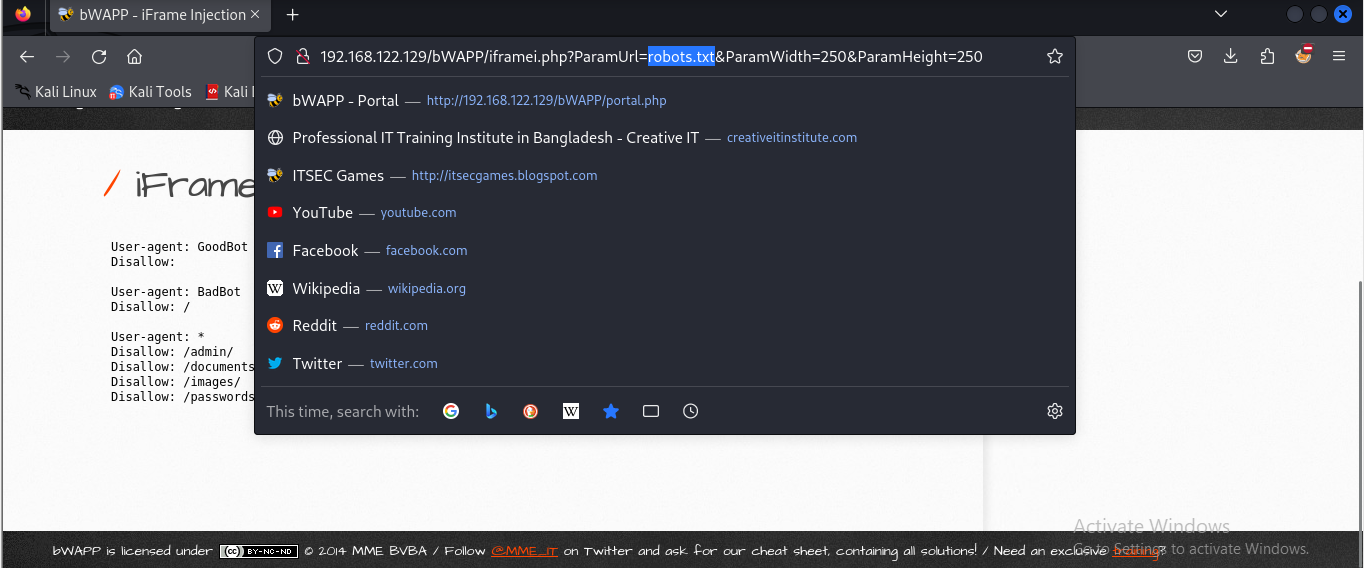 bWAPP - iFrame Injection
192.168.122.129/bWAPP/iframei.php?ParamUrl=robots.txt&ParamWidth=250&ParamHeight=250
Kali Linux Kali Tools Kali
bWAPP - Portal — http://192.168.122.129/bWAPP/portal.php
Professional IT Training Institute in Bangladesh - Creative IT — creativeitinstitute.com
ITSEC Games — http://itsecgames.blogspot.com
YouTube — youtube.com
Facebook — facebook.com
Wikipedia — wikipedia.org
Reddit — reddit.com
Twitter — twitter.com
This time, search with:
/ iFrame
User-agent: GoodBot
Disallow:
User-agent: BadBot
Disallow: /
User-agent: *
Disallow: /admin/
Disallow: /documents
Disallow: /images/
Disallow: /passwords
Activate Windows
Go to Settings to activate Windows.
bWAPP is licensed under (cc) BY-NC-ND © 2014 MME BVBA / Follow @MME_IT on Twitter and ask for our cheat sheet, containing all solutions! / Need an exclusive training?